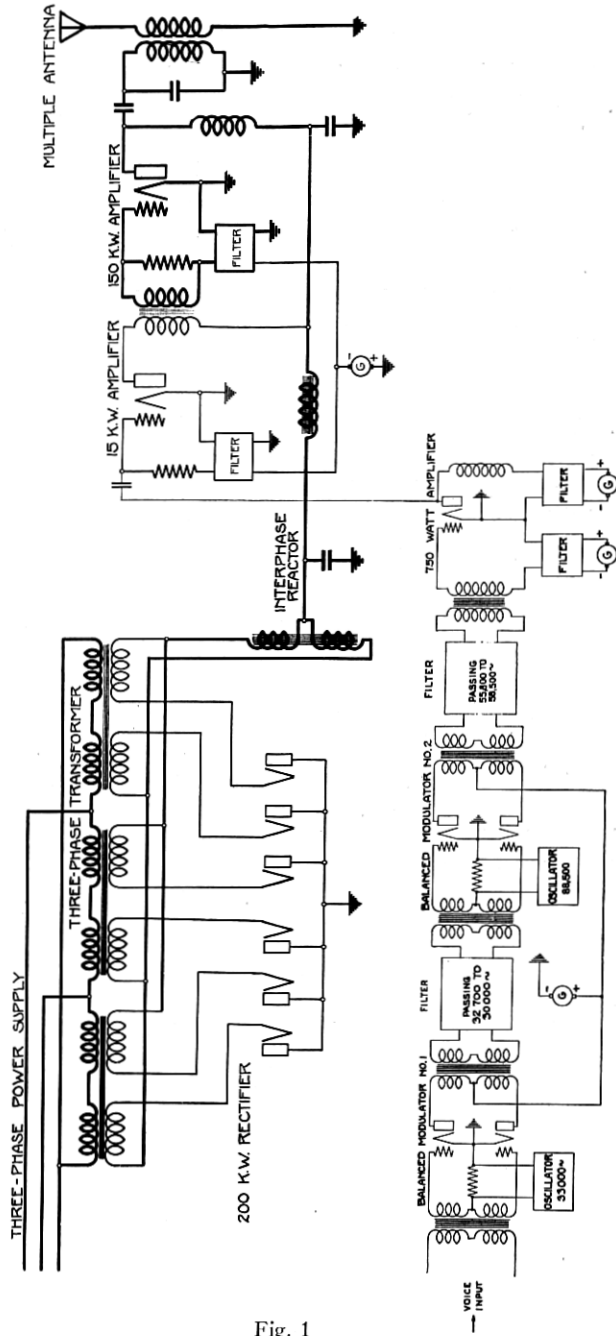 THREE-PHASE POWER SUPPLY
THREE-PHASE TRANSFORMER
200 K.W. RECTIFIER
INTERPHASE
REACTOR
15 K.W. AMPLIFIER
FILTER
150 K.W. AMPLIFIER
FILTER
- G +
MULTIPLE ANTENNA
VOICE
INPUT
BALANCED MODULATOR NO.1
OSCILLATOR
33000~
FILTER
PASSING
32 700 TO
30 000~
- G +
BALANCED MODULATOR NO.2
OSCILLATOR
88,500
FILTER
PASSING
55,800 TO
58,500~
750 WATT AMPLIFIER
FILTER
- G +
FILTER
- G +
Fig. 1